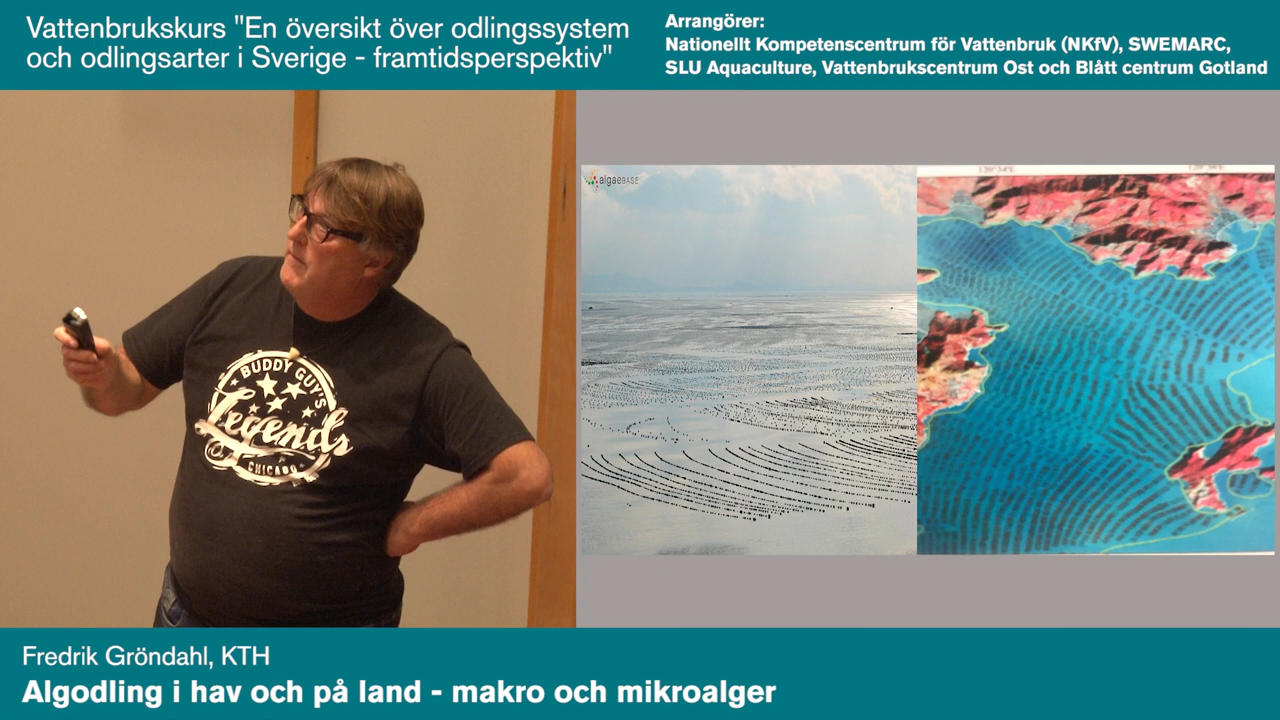 Vattenbrukskurs "En översikt över odlingssystem
och odlingsarter i Sverige - framtidsperspektiv"
Arrangörer:
Nationellt Kompetenscentrum för Vattenbruk (NKfV), SWEMARC,
SLU Aquaculture, Vattenbrukscentrum Ost och Blått centrum Gotland
algaeBASE
BUDDY GUY'S
Legends
CHICAGO
Fredrik Gröndahl, KTH
Algodling i hav och på land - makro och mikroalger